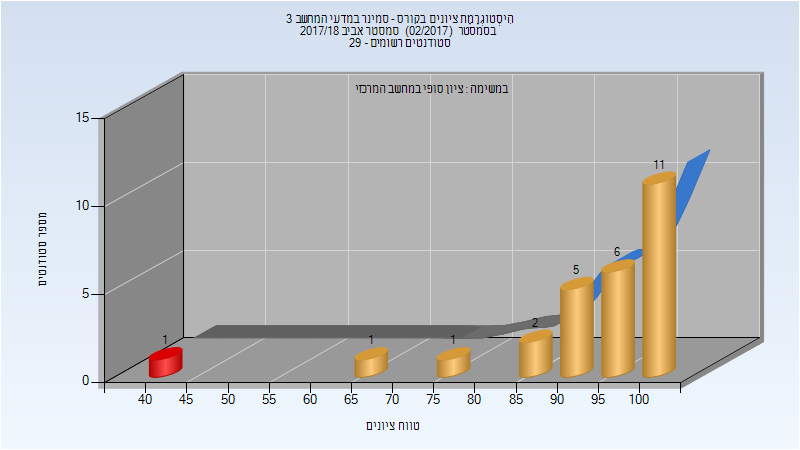 היסטוגרמת ציונים בקורס - סמינר במדעי המחשב 3
בסמסטר (02/2017) סמסטר אביב 2017/18
סטודנטים רשומים - 29
במשימה : ציון סופי במחשב המרכזי
מספר סטודנטים
15
10
5
0
1
1
1
2
5
6
11
40 45 50 55 60 65 70 75 80 85 90 95 100
טווח ציונים